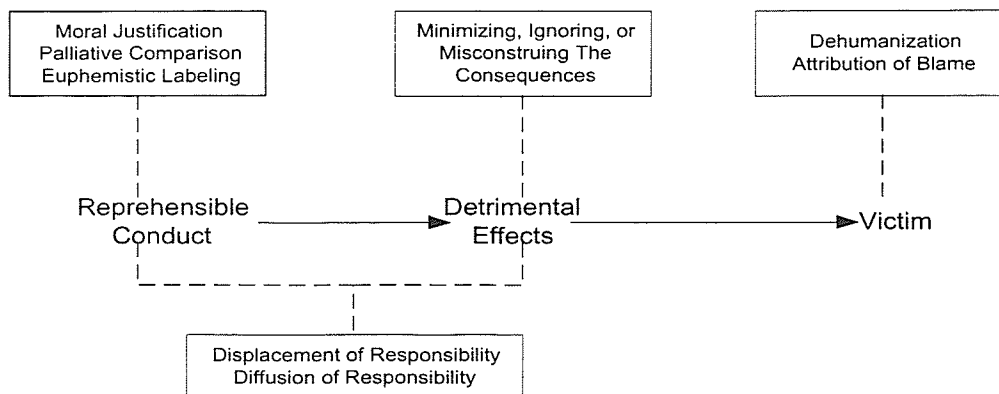 Moral Justification
Palliative Comparison
Euphemistic Labeling
Minimizing, Ignoring, or
Misconstruing The
Consequences
Dehumanization
Attribution of Blame
Reprehensible
Conduct
Detrimental
Effects
Victim
Displacement of Responsibility
Diffusion of Responsibility